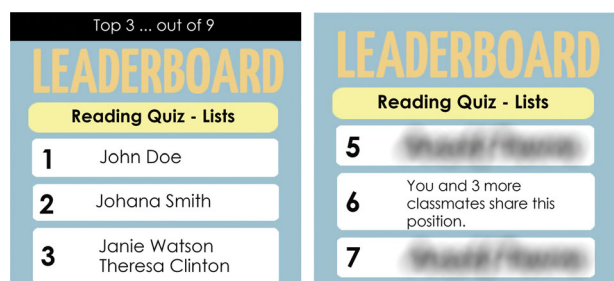 Top 3 ... out of 9
LEADERBOARD
Reading Quiz - Lists
1 John Doe
2 Johana Smith
3 Janie Watson
Theresa Clinton
LEADERBOARD
Reading Quiz - Lists
5
6 You and 3 more
classmates share this
position.
7